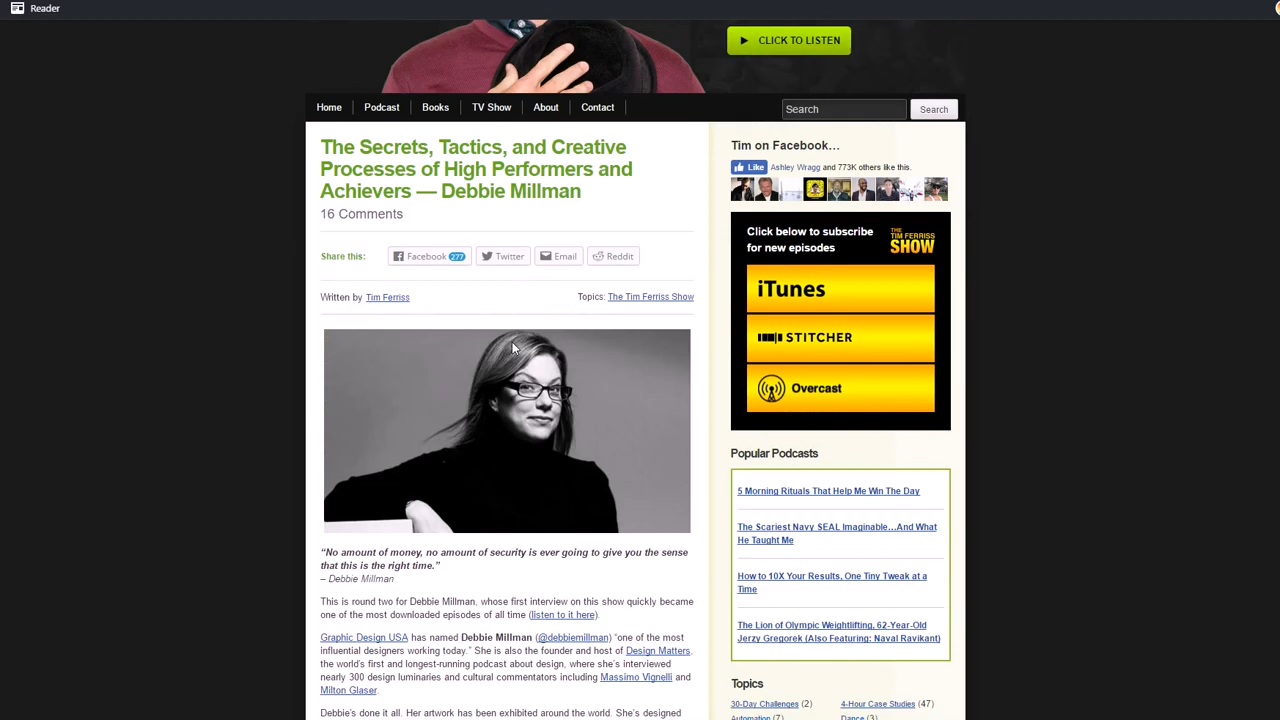 Reader
CLICK TO LISTEN
Home
Podcast
Books
TV Show
About
Contact
Search
Search
The Secrets, Tactics, and Creative
Processes of High Performers and
Achievers — Debbie Millman
16 Comments
Share this:
Facebook 277
Twitter
Email
Reddit
Written by Tim Ferriss
Topics: The Tim Ferriss Show
“No amount of money, no amount of security is ever going to give you the sense
that this is the right time.”
– Debbie Millman
This is round two for Debbie Millman, whose first interview on this show quickly became
one of the most downloaded episodes of all time (listen to it here).
Graphic Design USA has named Debbie Millman (@debbiemillman) “one of the most
influential designers working today.” She is also the founder and host of Design Matters,
the world’s first and longest-running podcast about design, where she’s interviewed
nearly 300 design luminaries and cultural commentators including Massimo Vignelli and
Milton Glaser.
Debbie’s done it all. Her artwork has been exhibited around the world. She’s designed
Tim on Facebook…
Like
Ashley Wragg and 773K others like this.
Click below to subscribe
for new episodes
THE
TIM FERRISS
SHOW
iTunes
STITCHER
Overcast
Popular Podcasts
5 Morning Rituals That Help Me Win The Day
The Scariest Navy SEAL Imaginable…And What
He Taught Me
How to 10X Your Results, One Tiny Tweak at a
Time
The Lion of Olympic Weightlifting, 62-Year-Old
Jerzy Gregorek (Also Featuring: Naval Ravikant)
Topics
30-Day Challenges (2)
4-Hour Case Studies (47)
Automation (7)
Dance (3)